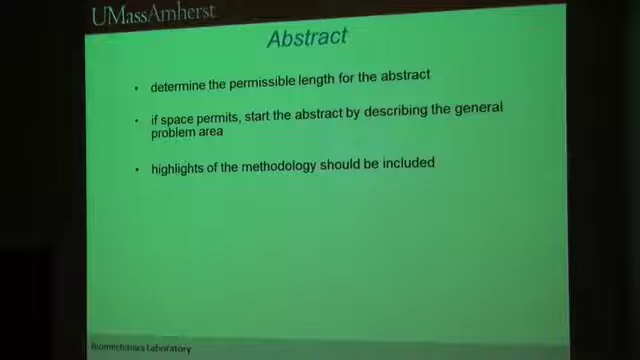 UMassAmherst
Abstract
• determine the permissible length for the abstract
• if space permits, start the abstract by describing the general
problem area
• highlights of the methodology should be included
Biomechanics Laboratory